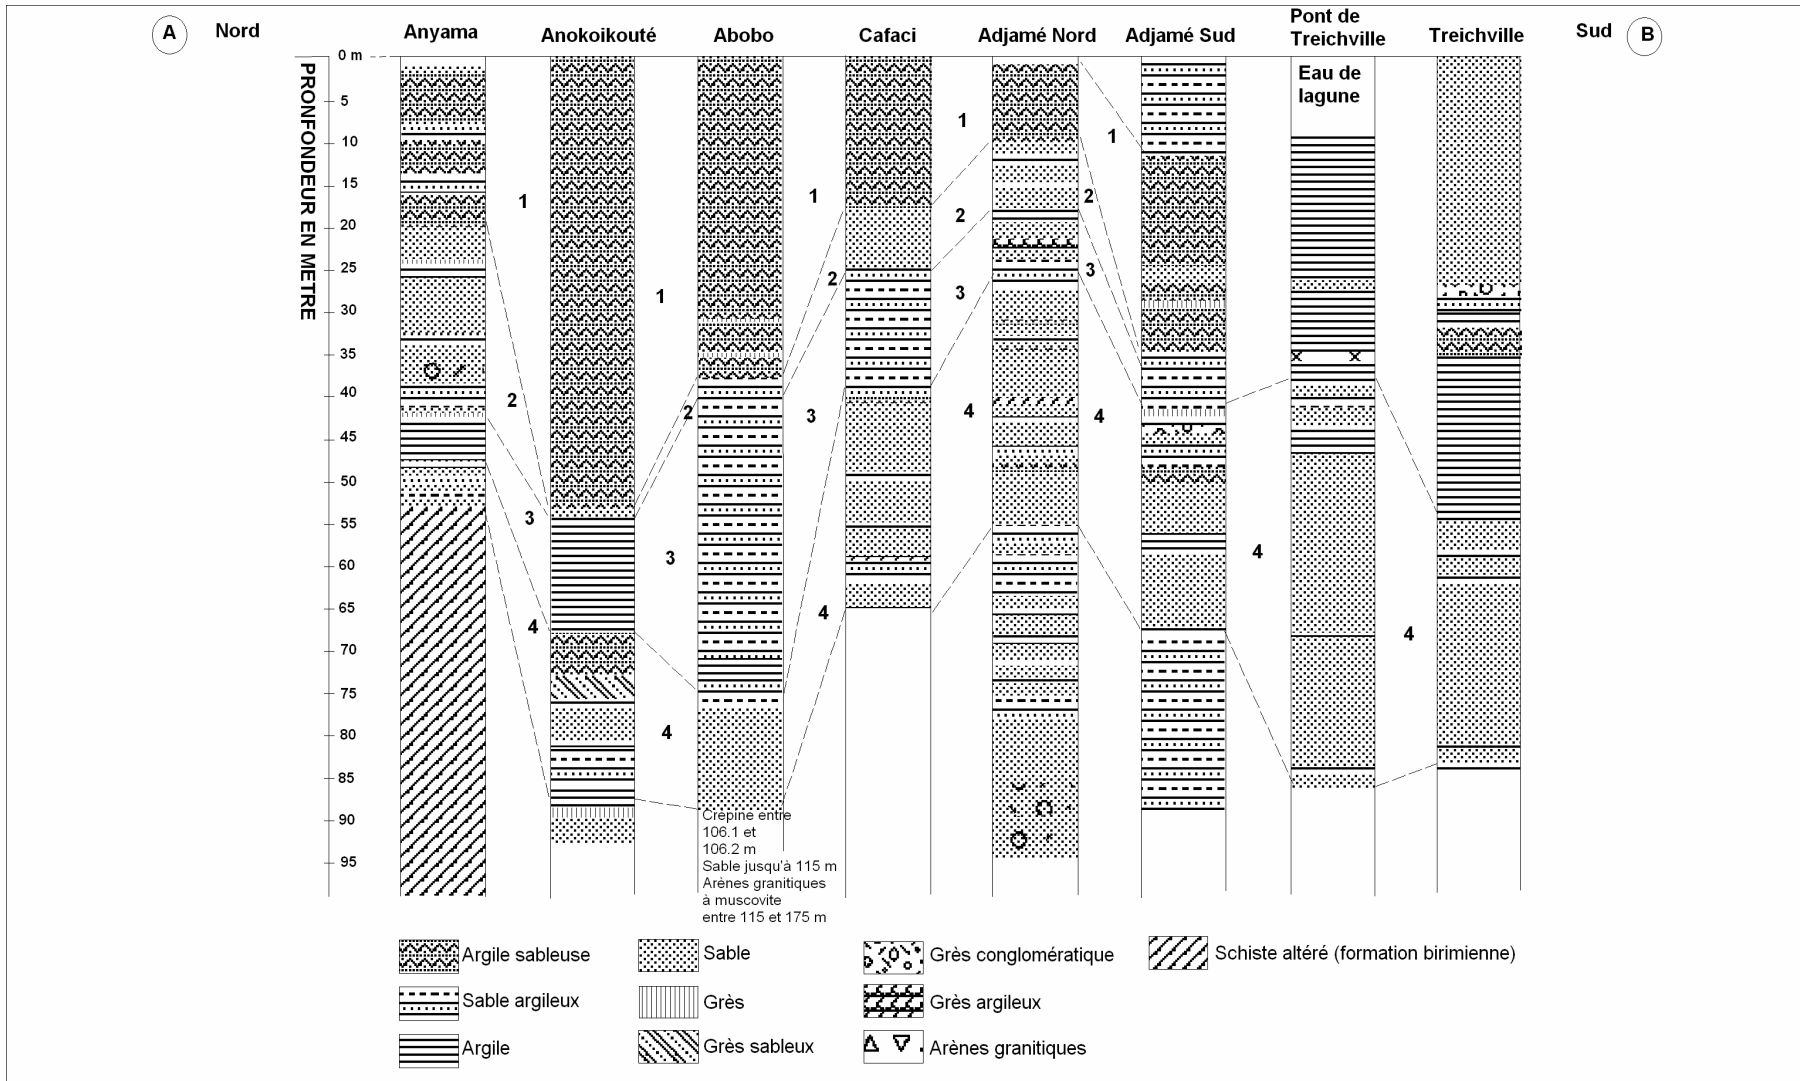 A
Nord
Anyama
Anokoikouté
Abobo
Cafaci
Adjamé Nord
Adjamé Sud
Pont de
Treichville
Treichville
Sud
B
PRONFONDEUR EN METRE
0 m
5
10
15
20
25
30
35
40
45
50
55
60
65
70
75
80
85
90
95
Eau de
lagune
1
2
3
4
1
3
4
2
1
2
3
4
1
2
3
4
1
2
3
4
4
4
Crépine entre
106.1 et
106.2 m
Sable jusqu'à 115 m
Arènes granitiques
à muscovite
entre 115 et 175 m
Argile sableuse
Sable
Grès conglomératique
Schiste altéré (formation birimienne)
Sable argileux
Grès
Grès argileux
Argile
Grès sableux
Arènes granitiques